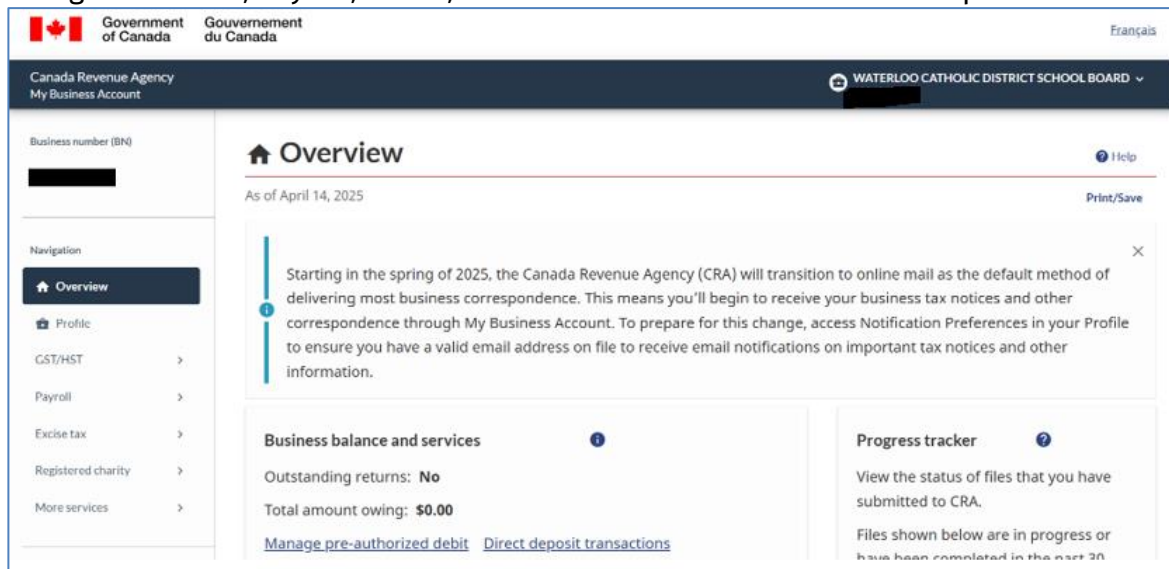 Government of Canada
Gouvernement du Canada
Français
Canada Revenue Agency
My Business Account
WATERLOO CATHOLIC DISTRICT SCHOOL BOARD
Business number (BN)
Navigation
Overview
Profile
GST/HST
Payroll
Excise tax
Registered charity
More services
Overview
Help
As of April 14, 2025
Print/Save
Starting in the spring of 2025, the Canada Revenue Agency (CRA) will transition to online mail as the default method of
delivering most business correspondence. This means you'll begin to receive your business tax notices and other
correspondence through My Business Account. To prepare for this change, access Notification Preferences in your Profile
to ensure you have a valid email address on file to receive email notifications on important tax notices and other
information.
Business balance and services
Outstanding returns: No
Total amount owing: $0.00
Manage pre-authorized debit Direct deposit transactions
Progress tracker
View the status of files that you have
submitted to CRA.
Files shown below are in progress or
have been completed in the past 30